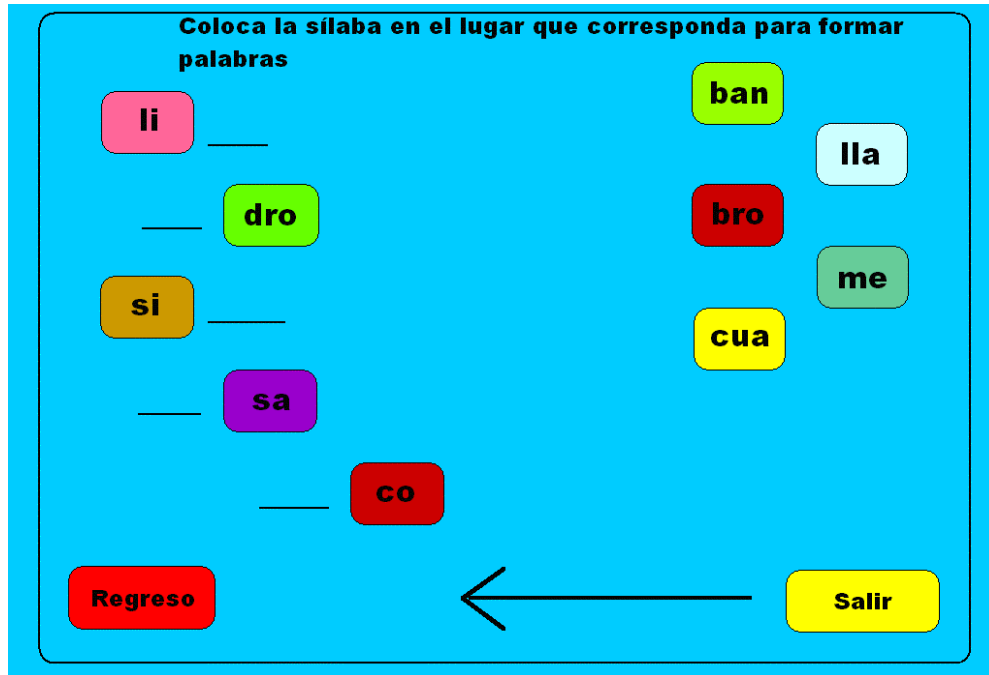 Coloca la sílaba en el lugar que corresponda para formar
palabras
li
dro
si
sa
co
ban
lla
bro
me
cua
Regreso
Salir